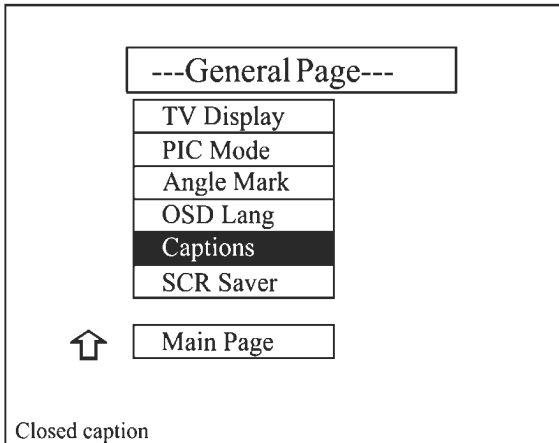 ---General Page---
TV Display
PIC Mode
Angle Mark
OSD Lang
Captions
SCR Saver
Main Page
Closed caption